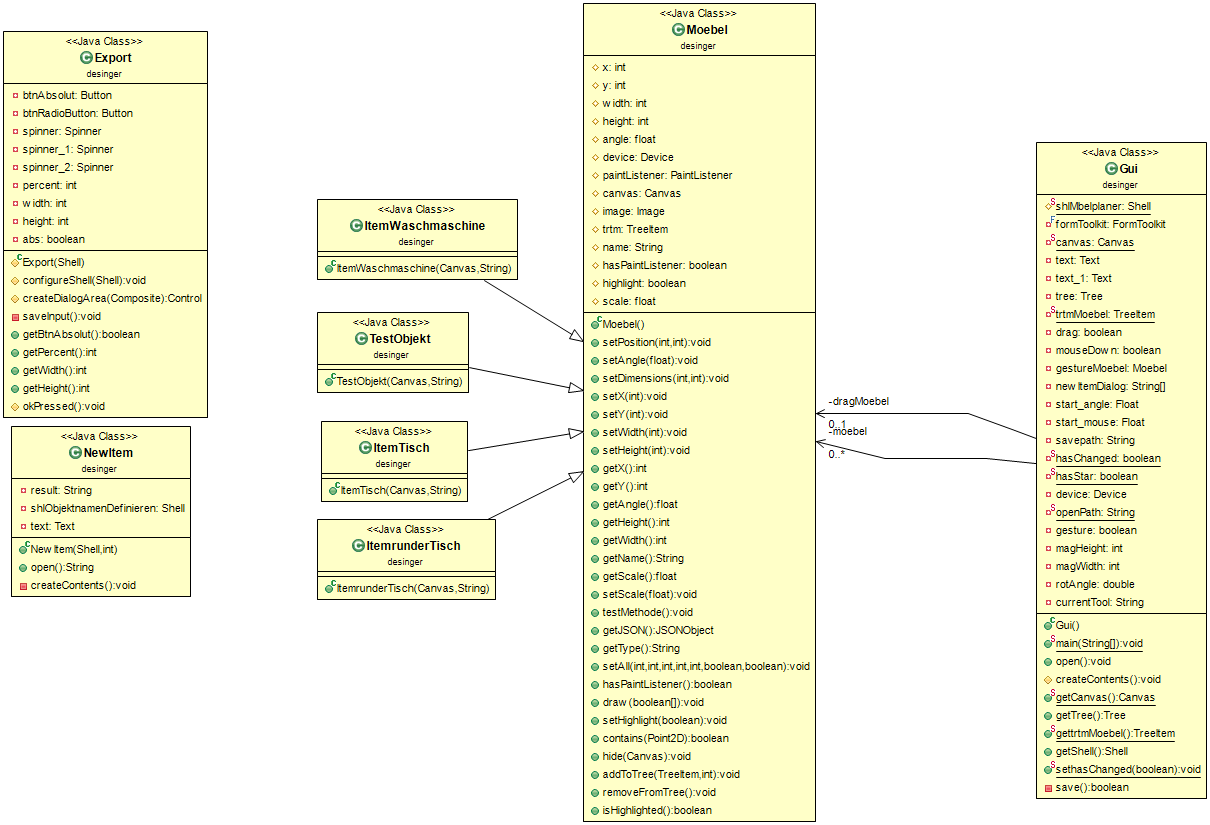 <<Java Class>>
Export
desinger
btnAbsolut: Button
btnRadioButton: Button
spinner: Spinner
spinner_1: Spinner
spinner_2: Spinner
percent: int
width: int
height: int
abs: boolean
Export(Shell)
configureShell(Shell):void
createDialogArea(Composite):Control
saveInput():void
getBtnAbsolut():boolean
getPercent():int
getWidth():int
getHeight():int
okPressed():void
<<Java Class>>
NewItem
desinger
result: String
shlObjektnamenDefinieren: Shell
text: Text
NewItem(Shell,int)
open():String
createContents():void
<<Java Class>>
ItemWaschmaschine
desinger
ItemWaschmaschine(Canvas,String)
<<Java Class>>
TestObjekt
desinger
TestObjekt(Canvas,String)
<<Java Class>>
ItemTisch
desinger
ItemTisch(Canvas,String)
<<Java Class>>
ItemrunderTisch
desinger
ItemrunderTisch(Canvas,String)
<<Java Class>>
Moebel
desinger
x: int
y: int
width: int
height: int
angle: float
device: Device
paintListener: PaintListener
canvas: Canvas
image: Image
trtm: TreeItem
name: String
hasPaintListener: boolean
highlight: boolean
scale: float
Moebel()
setPosition(int,int):void
setAngle(float):void
setDimensions(int,int):void
setX(int):void
setY(int):void
setWidth(int):void
setHeight(int):void
getX():int
getY():int
getAngle():float
getHeight():int
getWidth():int
getName():String
getScale():float
setScale(float):void
testMethode():void
getJSON():JSONObject
getType():String
setAll(int,int,int,int,int,boolean,boolean):void
hasPaintListener():boolean
draw(boolean[]):void
setHighlight(boolean):void
contains(Point2D):boolean
hide(Canvas):void
addToTree(TreeItem,int):void
removeFromTree():void
isHighlighted():boolean
-dragMoebel
0..1
-moebel
0..*
<<Java Class>>
Gui
desinger
shlMbelplaner: Shell
formToolkit: FormToolkit
canvas: Canvas
text: Text
text_1: Text
tree: Tree
trtmMoebel: TreeItem
drag: boolean
mouseDown: boolean
gestureMoebel: Moebel
newItemDialog: String[]
start_angle: Float
start_mouse: Float
savepath: String
hasChanged: boolean
hasStar: boolean
device: Device
openPath: String
gesture: boolean
magHeight: int
magWidth: int
rotAngle: double
currentTool: String
Gui()
main(String[]):void
open():void
createContents():void
getCanvas():Canvas
getTree():Tree
gettrtmMoebel():TreeItem
getShell():Shell
sethasChanged(boolean):void
save():boolean